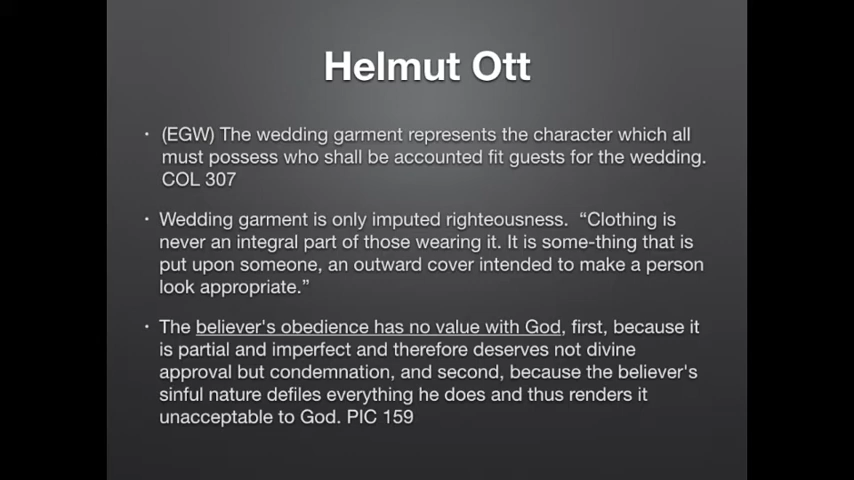 Helmut Ott
• (EGW) The wedding garment represents the character which all
must possess who shall be accounted fit guests for the wedding.
COL 307
• Wedding garment is only imputed righteousness. “Clothing is
never an integral part of those wearing it. It is some-thing that is
put upon someone, an outward cover intended to make a person
look appropriate.”
• The believer's obedience has no value with God, first, because it
is partial and imperfect and therefore deserves not divine
approval but condemnation, and second, because the believer's
sinful nature defiles everything he does and thus renders it
unacceptable to God. PIC 159